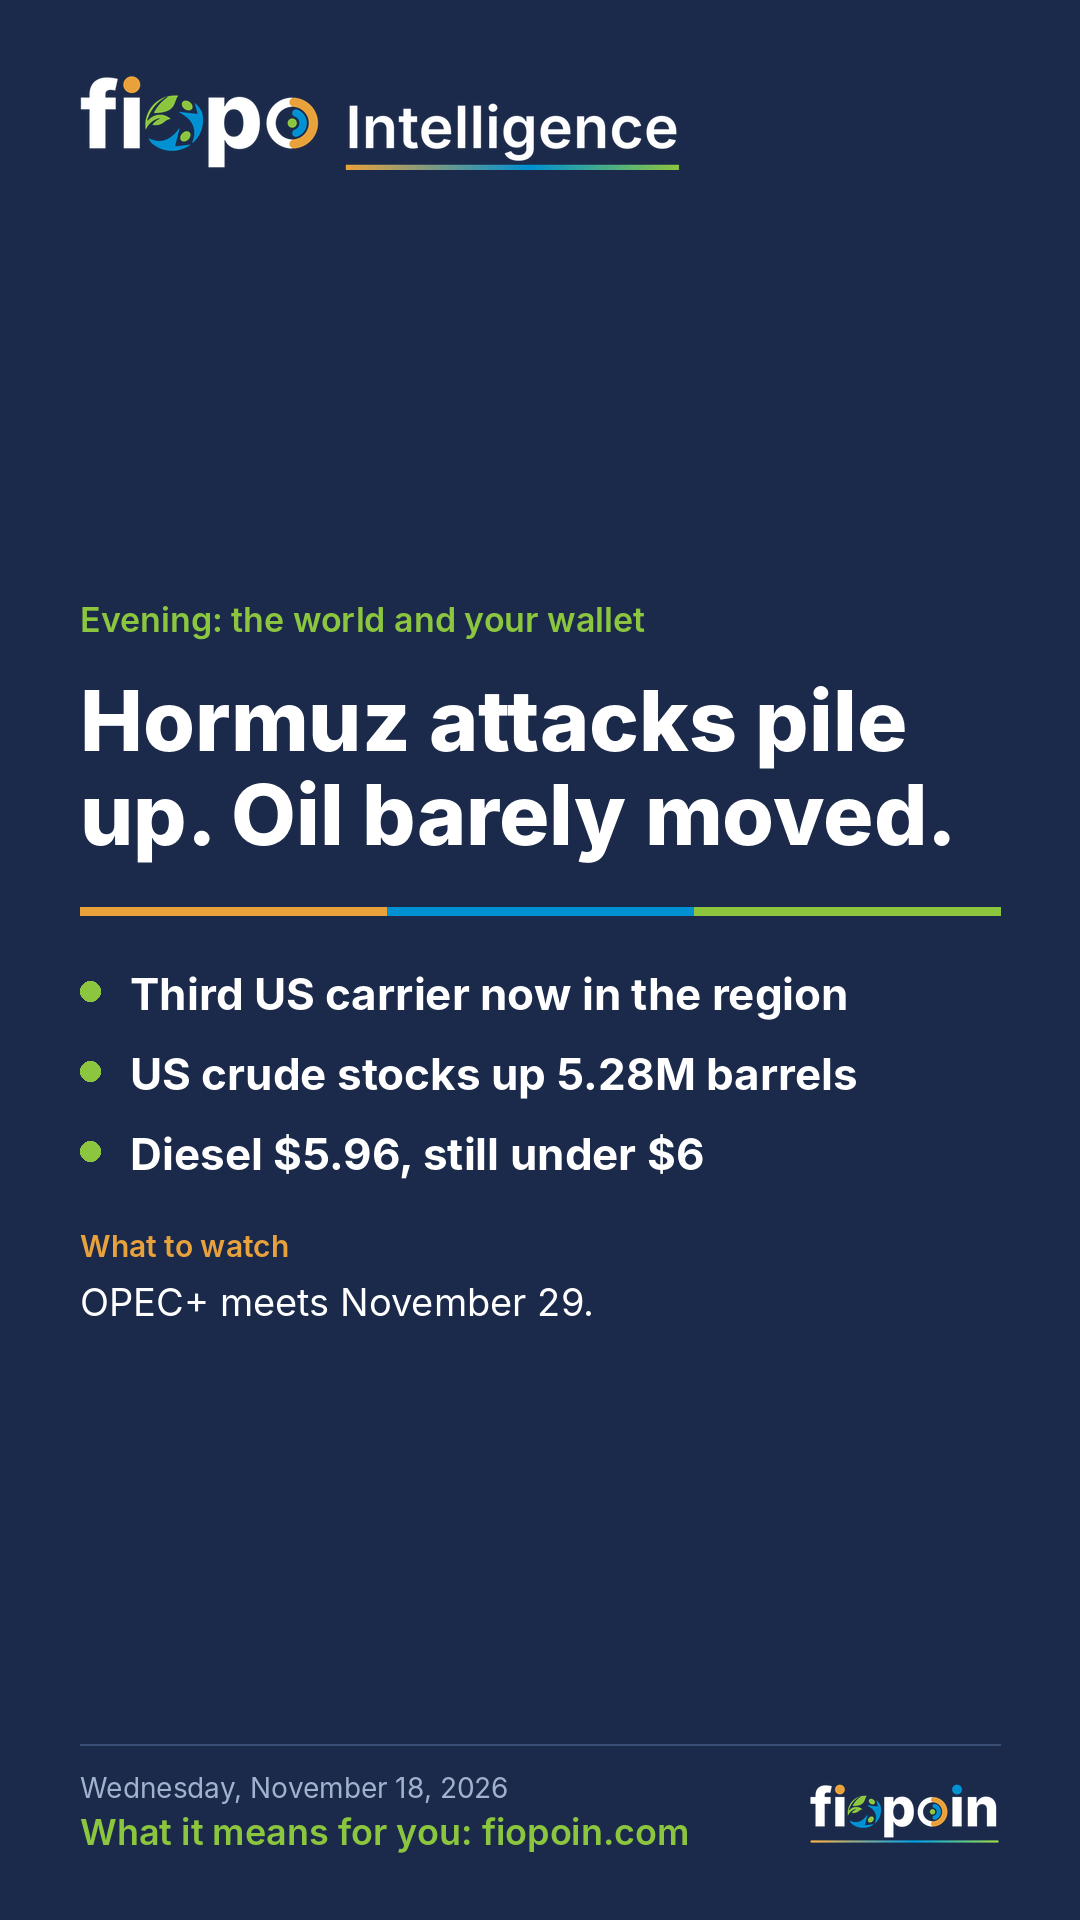 fiopo Intelligence
Evening: the world and your wallet
Hormuz attacks pile
up. Oil barely moved.
Third US carrier now in the region
US crude stocks up 5.28M barrels
Diesel $5.96, still under $6
What to watch
OPEC+ meets November 29.
Wednesday, November 18, 2026
What it means for you: fiopoin.com
fiopoin